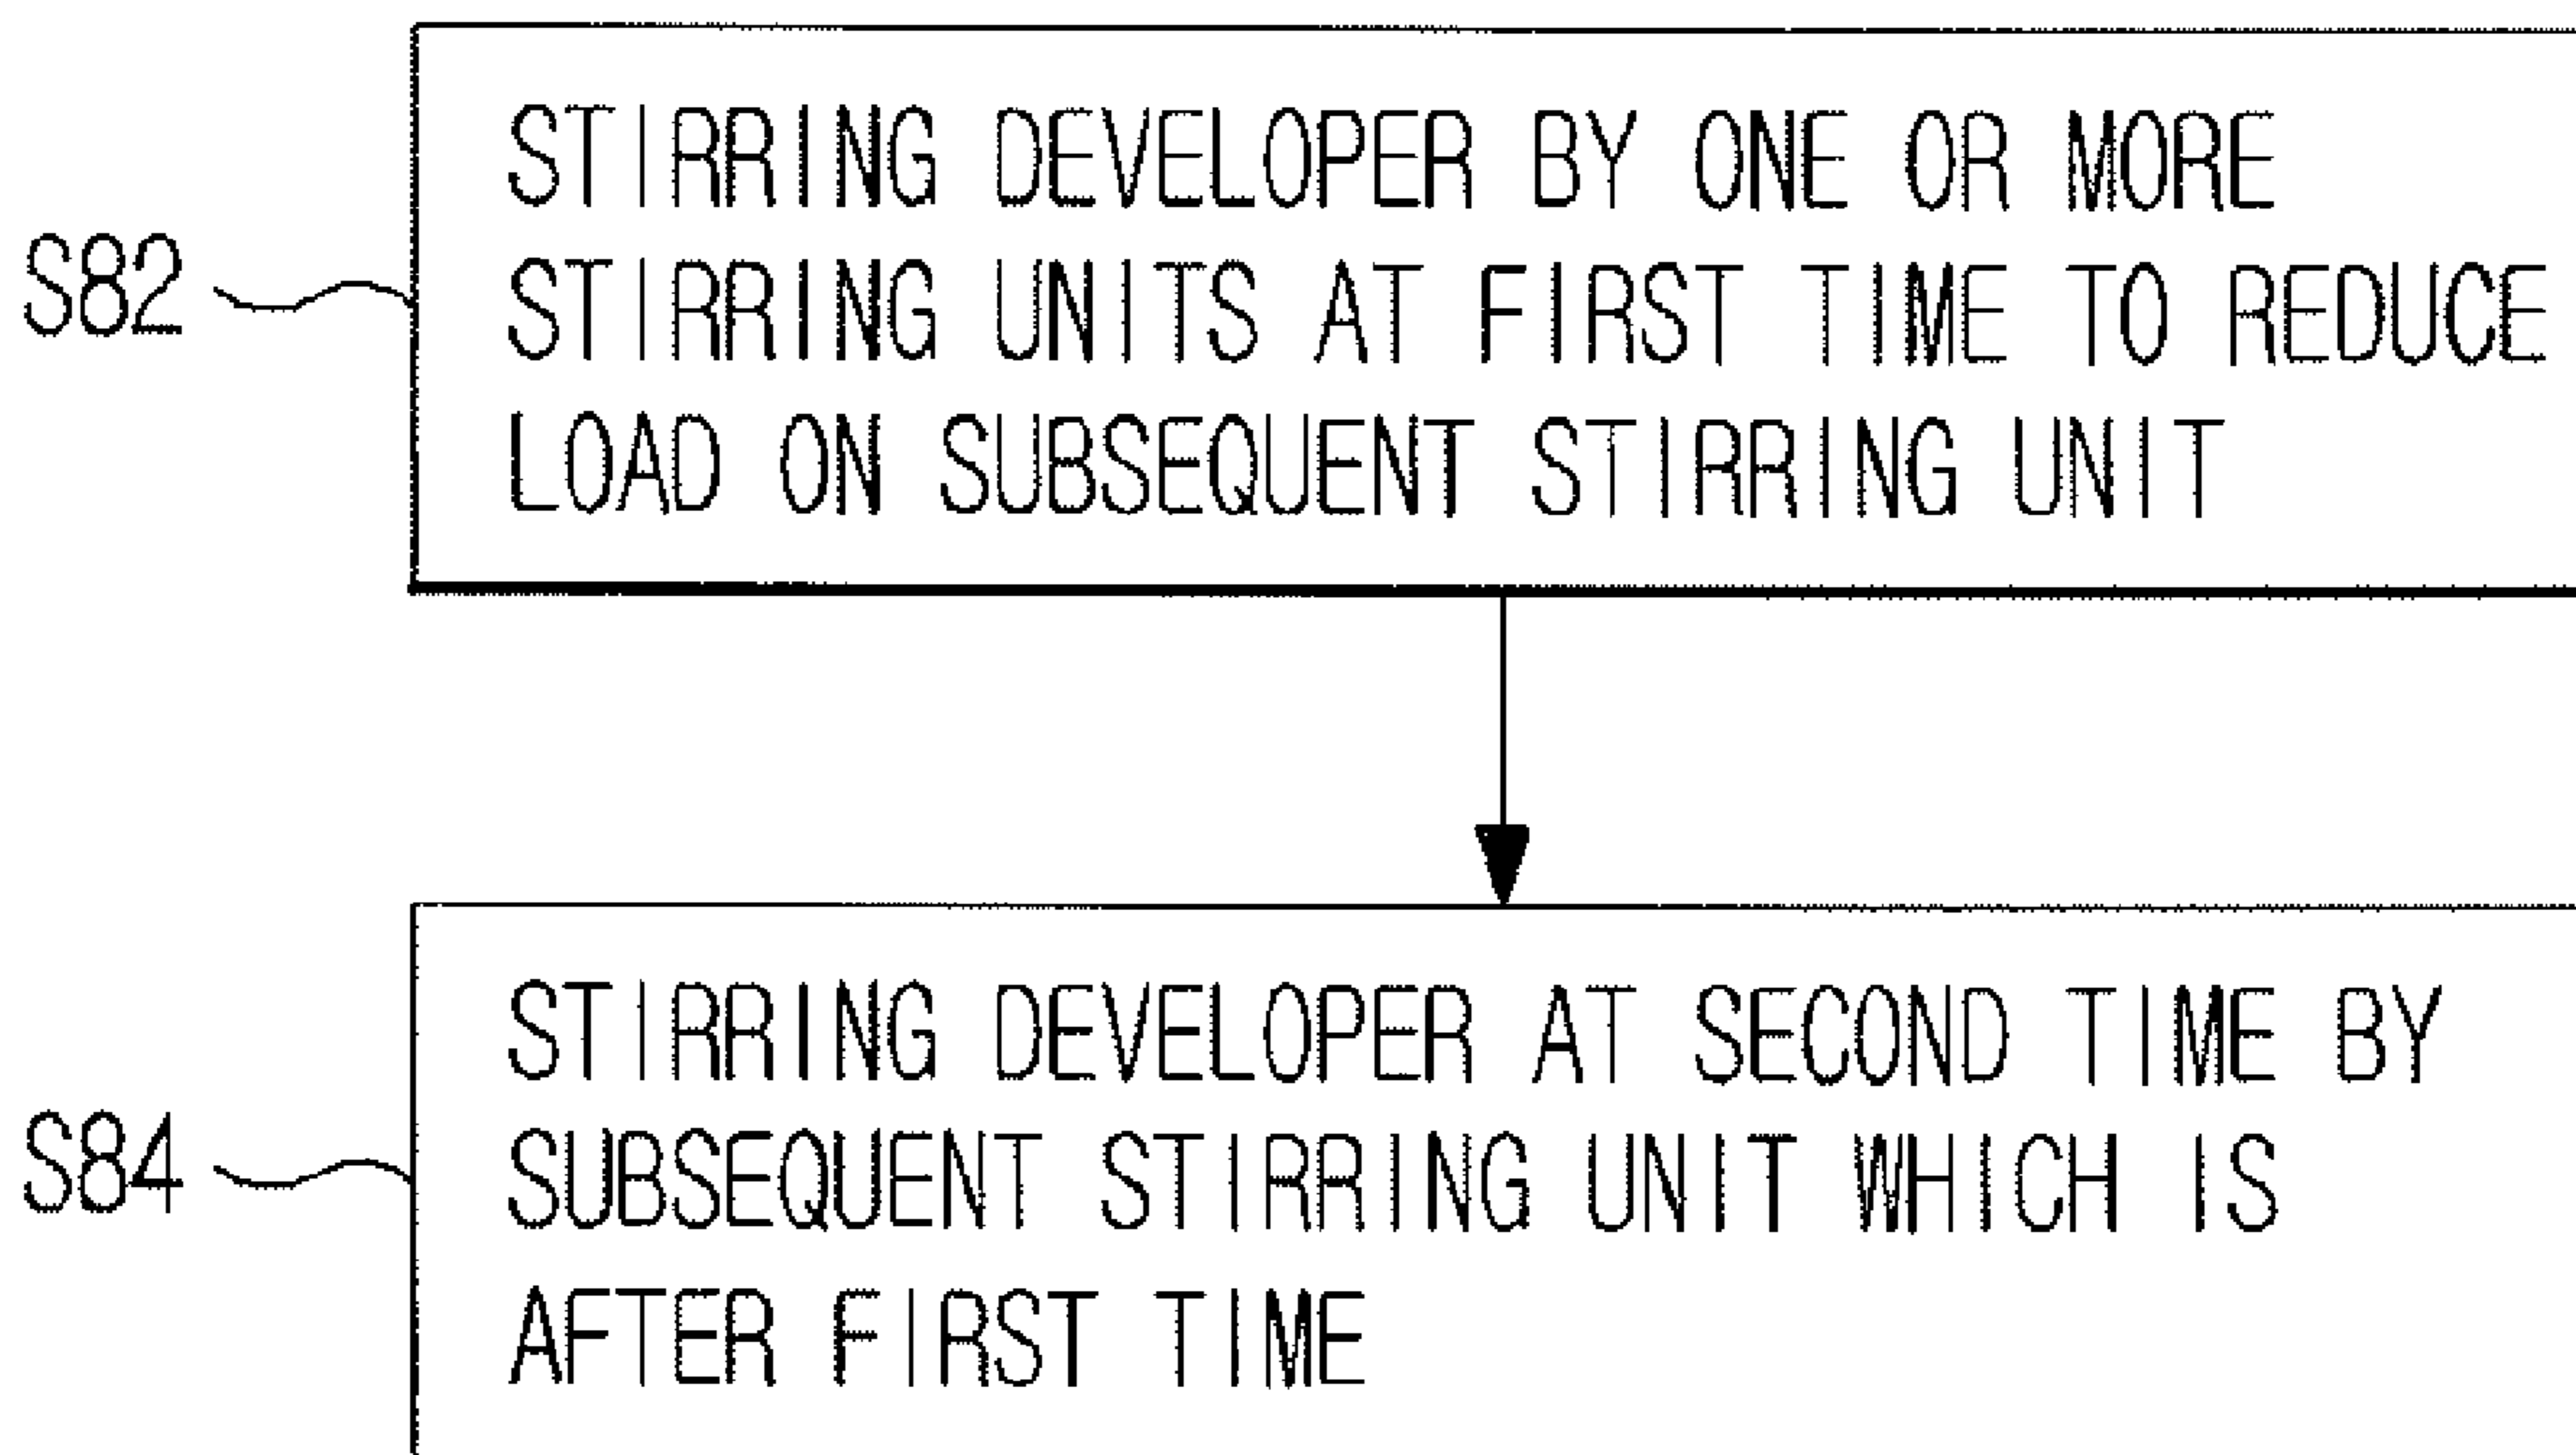 STIRRING DEVELOPER BY ONE OR MORE
S82
STIRRING UNITS AT FIRST TIME TO REDUCE
LOAD ON SUBSEQUENT STIRRING UNIT
STIRRING DEVELOPER AT SECOND TIME BY
S84
SUBSEQUENT STIRRING UNIT WHICH IS
AFTER FIRST TIME